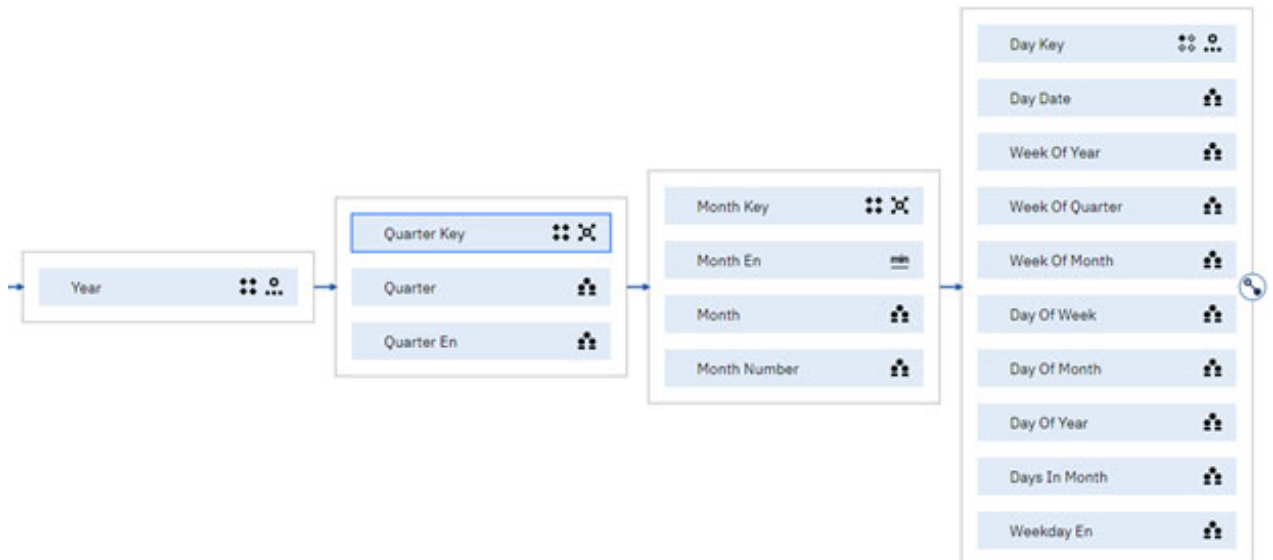 Year
Quarter Key
Quarter
Quarter En
Month Key
Month En
min
Month
Month Number
Day Key
Day Date
Week Of Year
Week Of Quarter
Week Of Month
Day Of Week
Day Of Month
Day Of Year
Days In Month
Weekday En